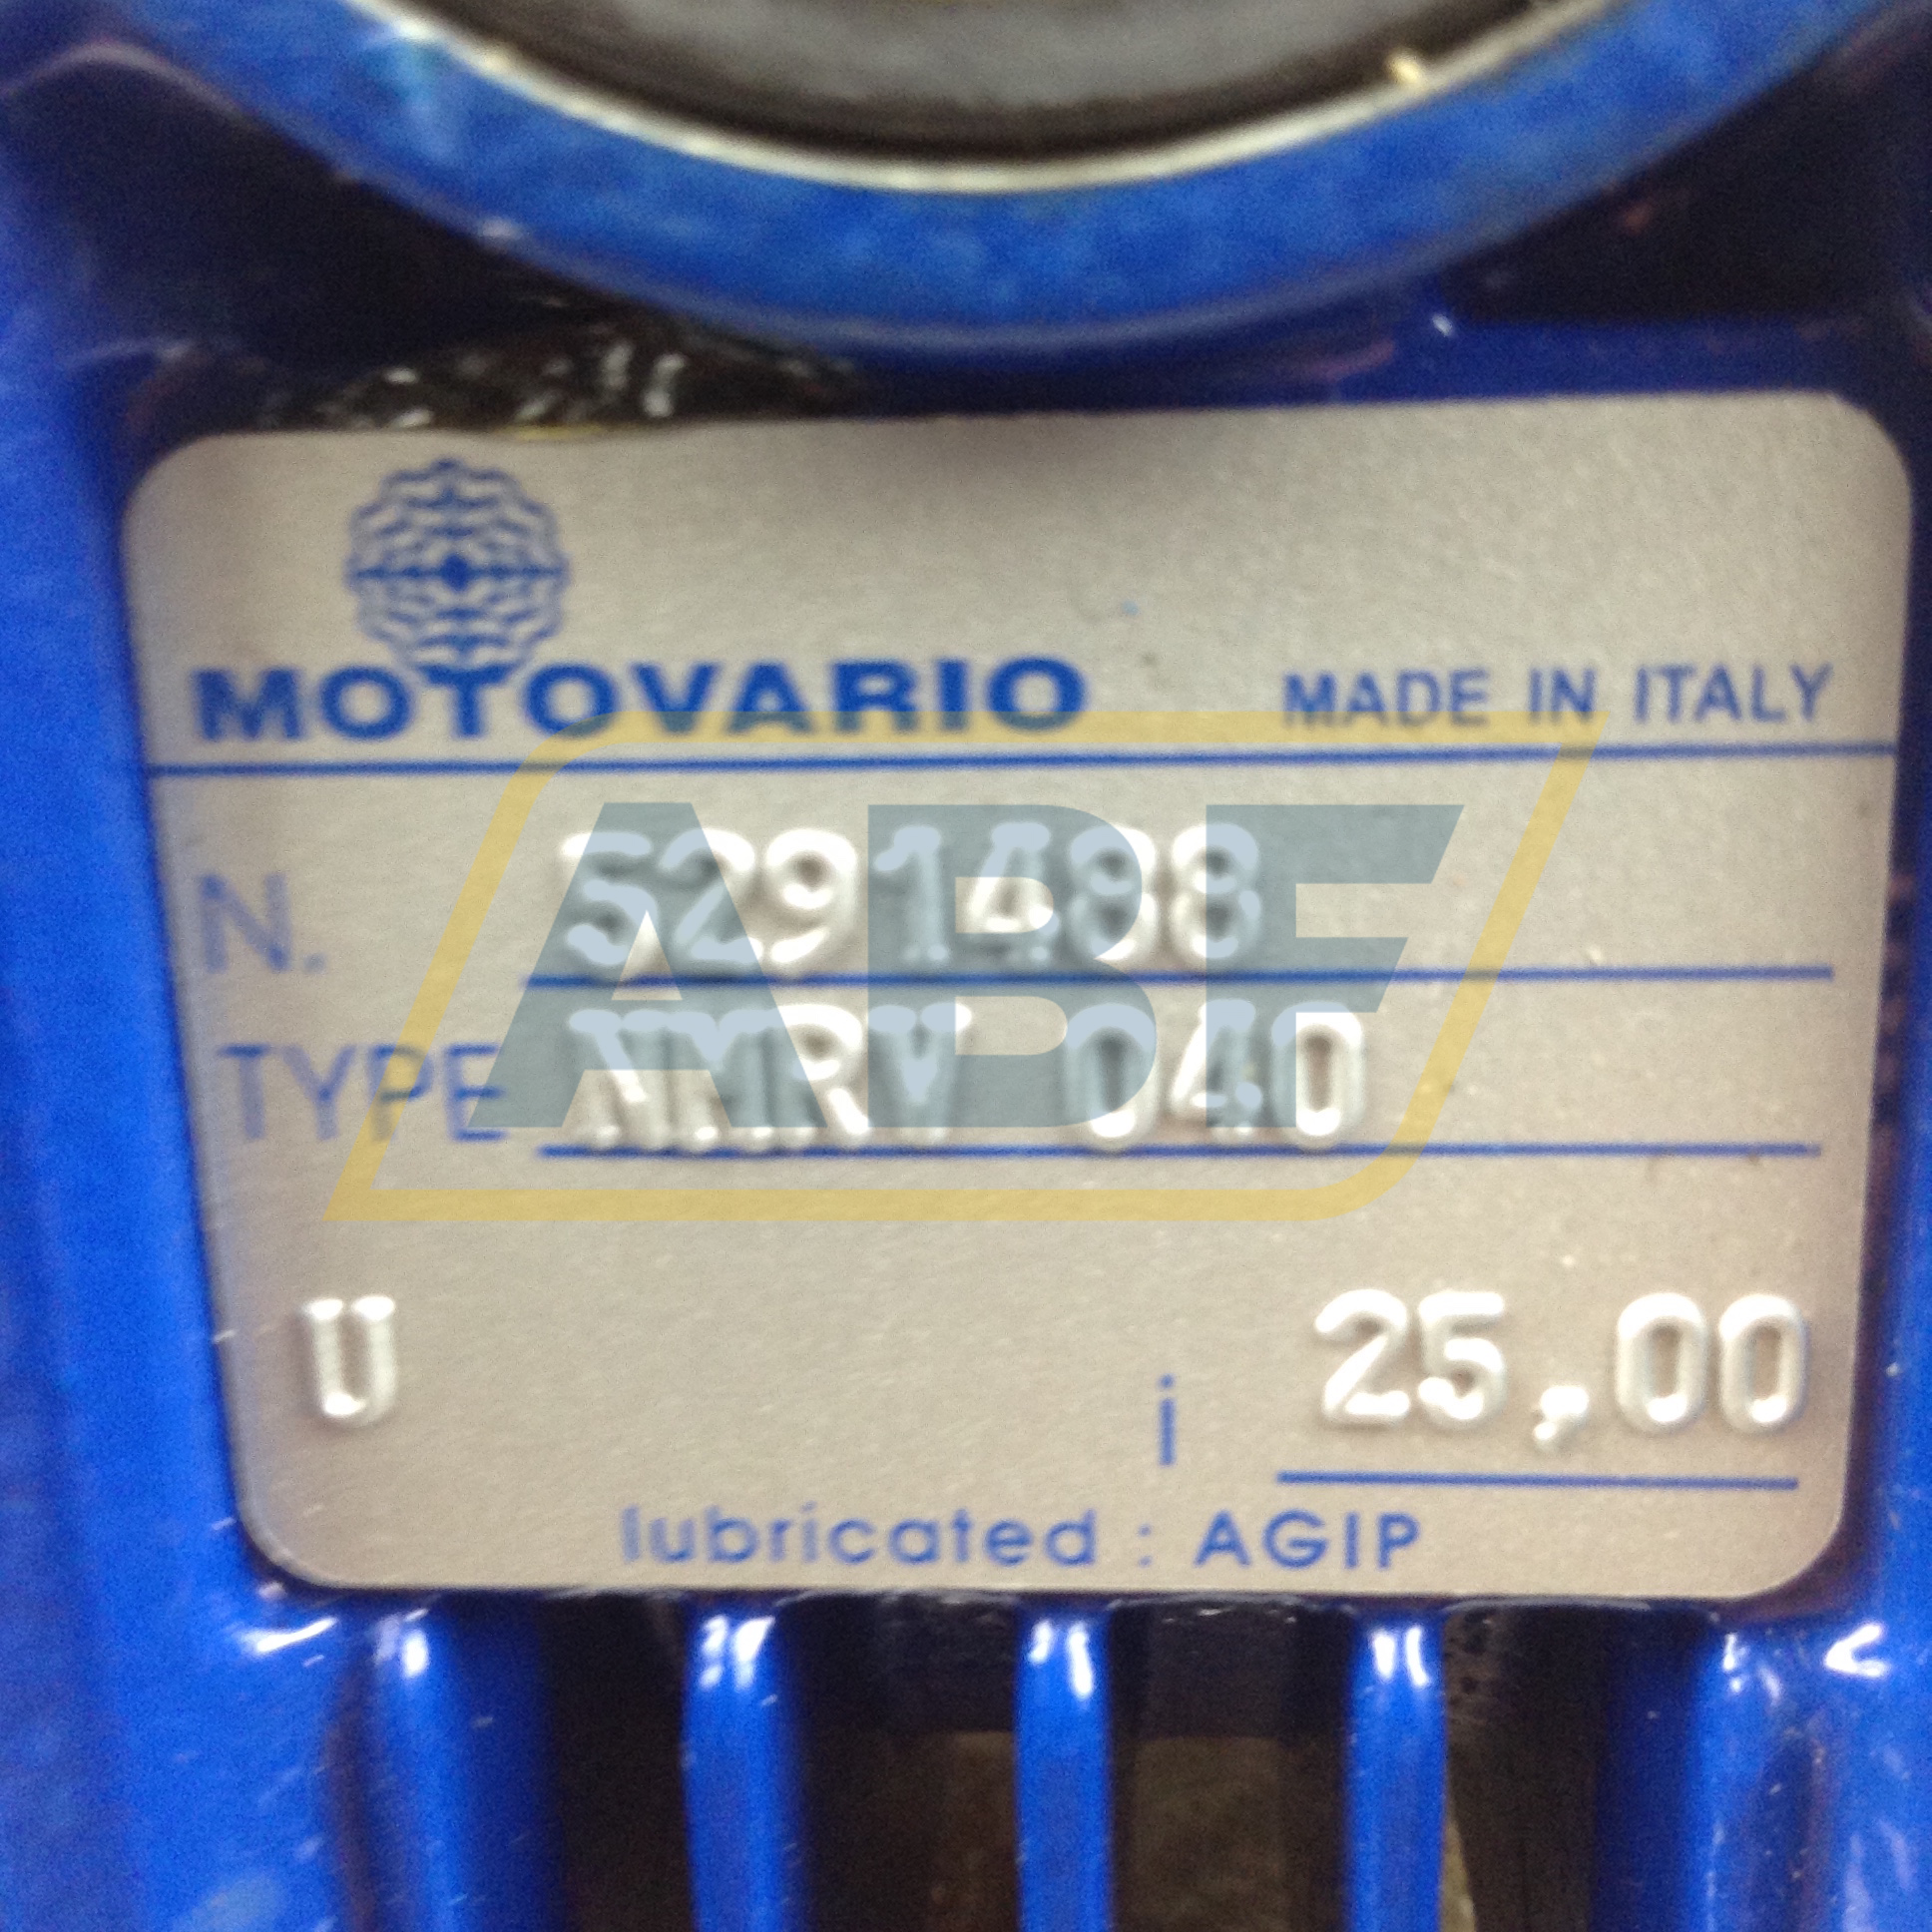 MOTOVARIO MADE IN ITALY
N. 5291488
TYPE NMRV 040
ABF
U i 25,00
lubricated : AGIP